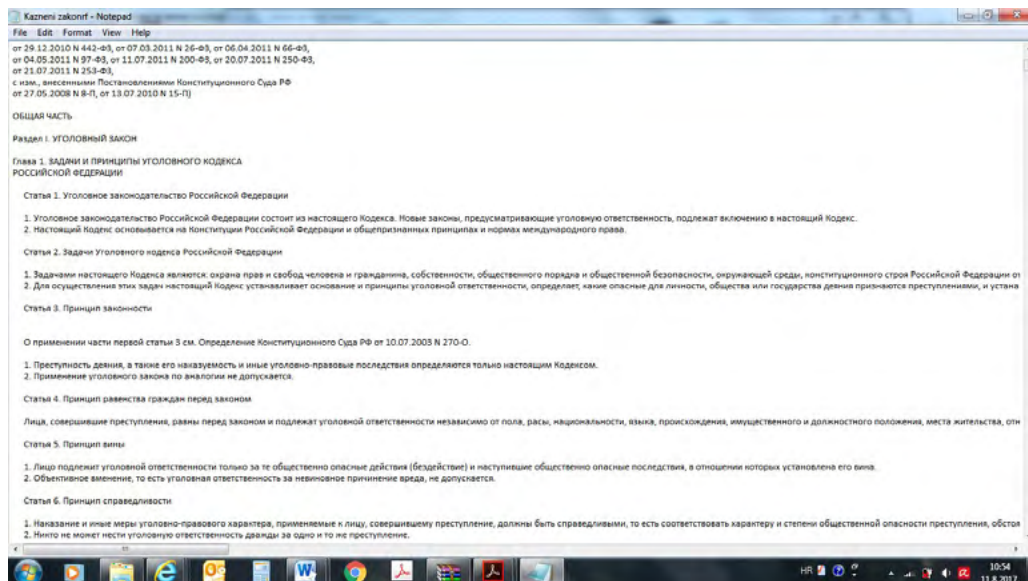 Kazneni zakonrf - Notepad
File Edit Format View Help
от 29.12.2010 N 442-ФЗ, от 07.03.2011 N 26-ФЗ, от 06.04.2011 N 66-ФЗ,
от 04.05.2011 N 97-ФЗ, от 11.07.2011 N 200-ФЗ, от 20.07.2011 N 250-ФЗ,
от 21.07.2011 N 253-ФЗ,
с изм., внесенными Постановлениями Конституционного Суда РФ
от 27.05.2008 N 8-П, от 13.07.2010 N 15-П)
ОБЩАЯ ЧАСТЬ
Раздел I. УГОЛОВНЫЙ ЗАКОН
Глава 1. ЗАДАЧИ И ПРИНЦИПЫ УГОЛОВНОГО КОДЕКСА
РОССИЙСКОЙ ФЕДЕРАЦИИ
Статья 1. Уголовное законодательство Российской Федерации
1. Уголовное законодательство Российской Федерации состоит из настоящего Кодекса. Новые законы, предусматривающие уголовную ответственность, подлежат включению в настоящий Кодекс.
2. Настоящий Кодекс основывается на Конституции Российской Федерации и общепризнанных принципах и нормах международного права.
Статья 2. Задачи Уголовного кодекса Российской Федерации
1. Задачами настоящего Кодекса являются: охрана прав и свобод человека и гражданина, собственности, общественного порядка и общественной безопасности, окружающей среды, конституционного строя Российской Федерации от
2. Для осуществления этих задач настоящий Кодекс устанавливает основание и принципы уголовной ответственности, определяет, какие опасные для личности, общества или государства деяния признаются преступлениями, и устана
Статья 3. Принцип законности
О применении части первой статьи 3 см. Определение Конституционного Суда РФ от 10.07.2003 N 270-О.
1. Преступность деяния, а также его наказуемость и иные уголовно-правовые последствия определяются только настоящим Кодексом.
2. Применение уголовного закона по аналогии не допускается.
Статья 4. Принцип равенства граждан перед законом
Лица, совершившие преступления, равны перед законом и подлежат уголовной ответственности независимо от пола, расы, национальности, языка, происхождения, имущественного и должностного положения, места жительства, отн
Статья 5. Принцип вины
1. Лицо подлежит уголовной ответственности только за те общественно опасные действия (бездействие) и наступившие общественно опасные последствия, в отношении которых установлена его вина.
2. Объективное вменение, то есть уголовная ответственность за невиновное причинение вреда, не допускается.
Статья 6. Принцип справедливости
1. Наказание и иные меры уголовно-правового характера, применяемые к лицу, совершившему преступление, должны быть справедливыми, то есть соответствовать характеру и степени общественной опасности преступления, обстоя
2. Никто не может нести уголовную ответственность дважды за одно и то же преступление.
HR
10:54
11.8.2017